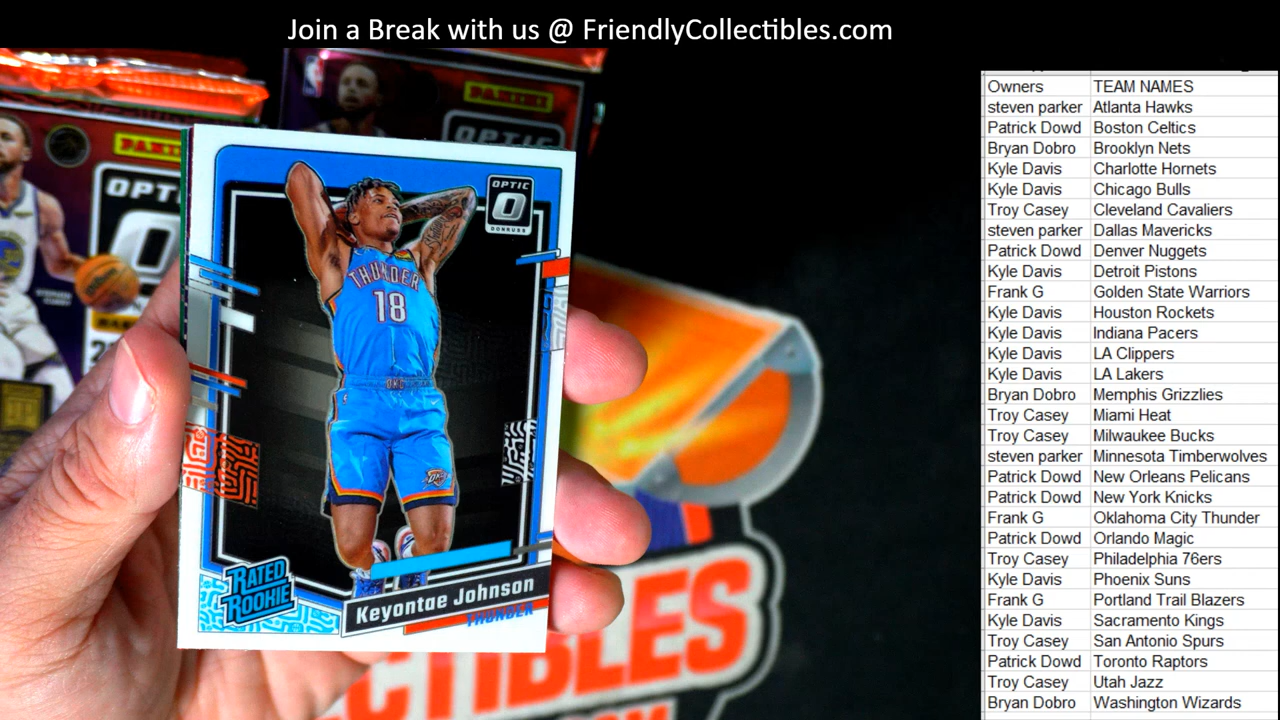 Join a Break with us @ FriendlyCollectibles.com
PANINI
OPTIC
PANINI
OPTIC
OPTIC
DONRUSS
THUNDER
18
OKC
OKC
RATED
ROOKIE
Keyontae Johnson
THUNDER
Owners TEAM NAMES
steven parker Atlanta Hawks
Patrick Dowd Boston Celtics
Bryan Dobro Brooklyn Nets
Kyle Davis Charlotte Hornets
Kyle Davis Chicago Bulls
Troy Casey Cleveland Cavaliers
steven parker Dallas Mavericks
Patrick Dowd Denver Nuggets
Kyle Davis Detroit Pistons
Frank G Golden State Warriors
Kyle Davis Houston Rockets
Kyle Davis Indiana Pacers
Kyle Davis LA Clippers
Kyle Davis LA Lakers
Bryan Dobro Memphis Grizzlies
Troy Casey Miami Heat
Troy Casey Milwaukee Bucks
steven parker Minnesota Timberwolves
Patrick Dowd New Orleans Pelicans
Patrick Dowd New York Knicks
Frank G Oklahoma City Thunder
Patrick Dowd Orlando Magic
Troy Casey Philadelphia 76ers
Kyle Davis Phoenix Suns
Frank G Portland Trail Blazers
Kyle Davis Sacramento Kings
Troy Casey San Antonio Spurs
Patrick Dowd Toronto Raptors
Troy Casey Utah Jazz
Bryan Dobro Washington Wizards